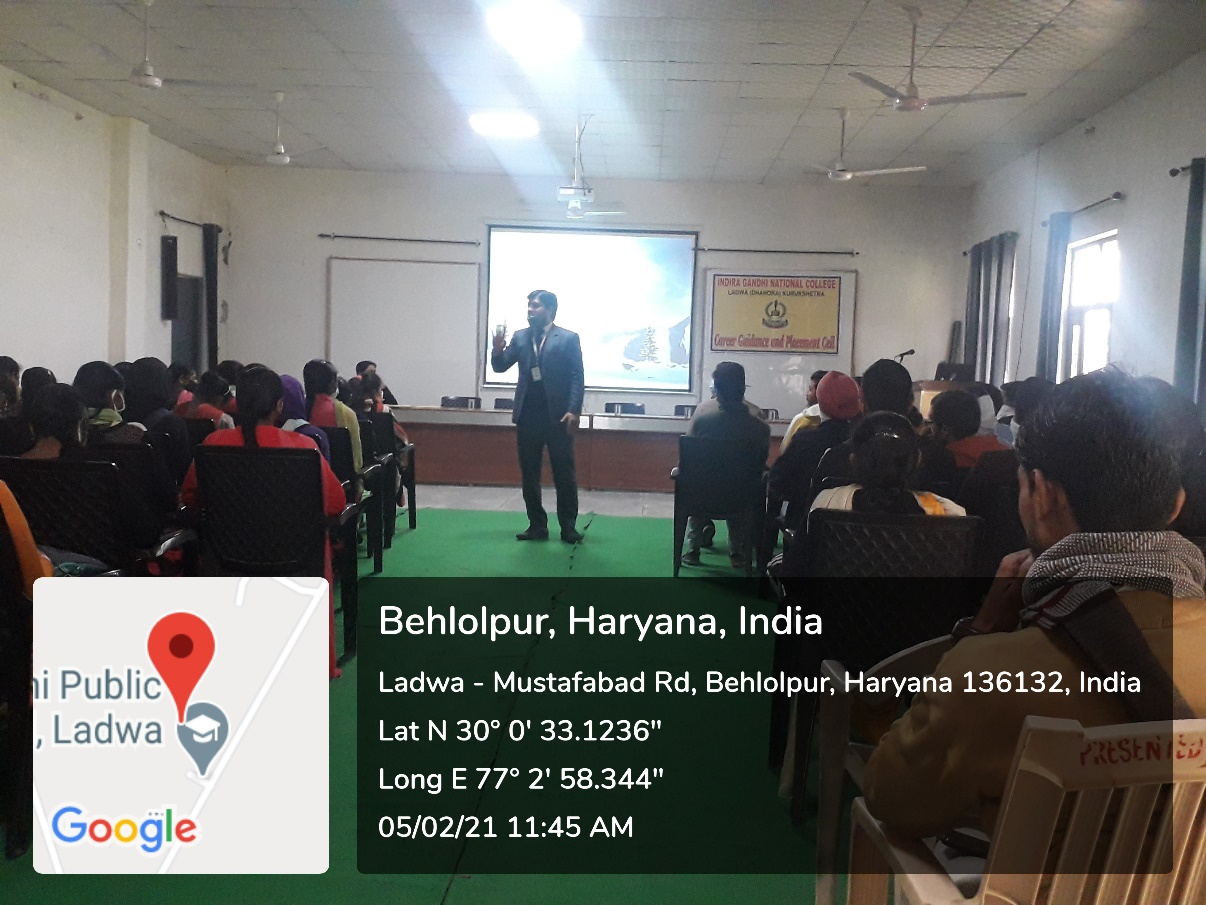 INDIRA GANDHI NATIONAL COLLEGE
LADWA (DHANORA) KURUKSHETRA
Career Guidance and Placement Cell
Behlolpur, Haryana, India
Ladwa - Mustafabad Rd, Behlolpur, Haryana 136132, India
Lat N 30° 0' 33.1236"
Long E 77° 2' 58.344"
05/02/21 11:45 AM
Public
, Ladwa
Google
PRESENTED